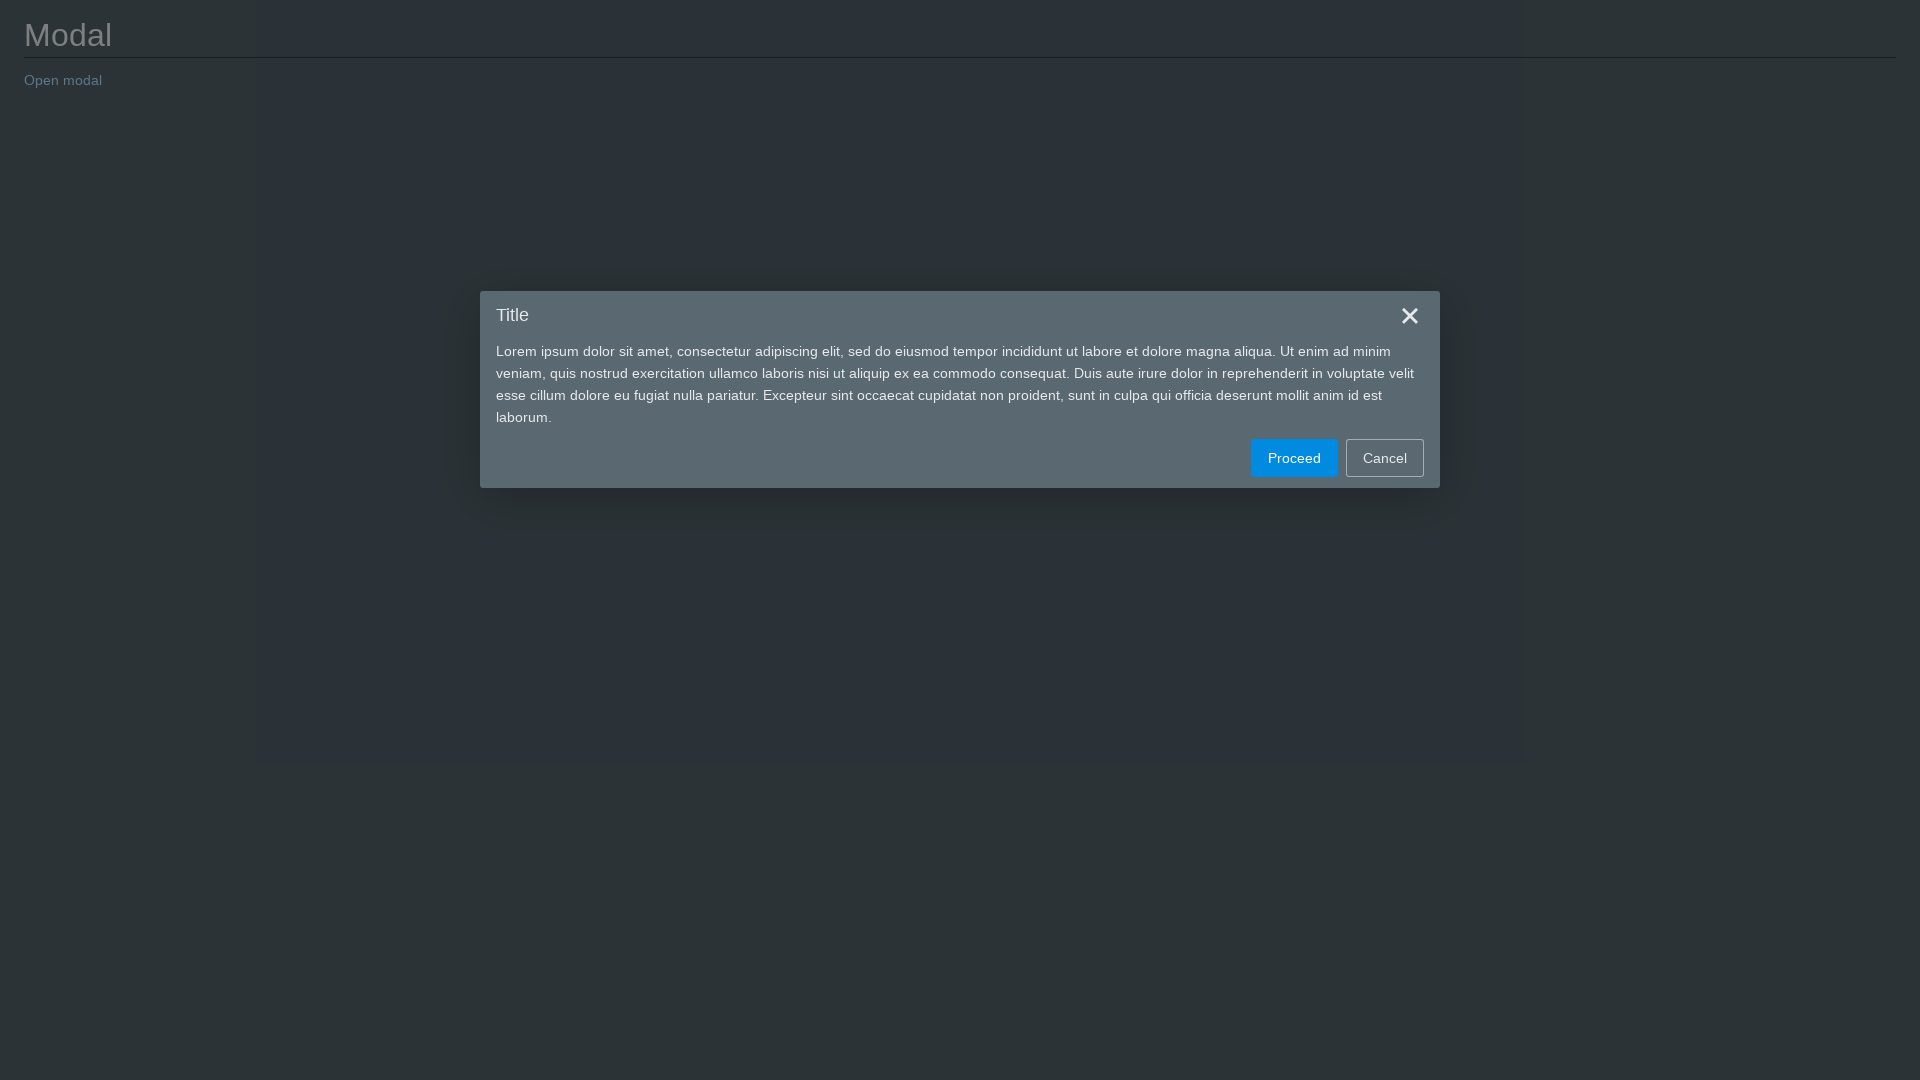 Modal
Open modal
Title
Lorem ipsum dolor sit amet, consectetur adipiscing elit, sed do eiusmod tempor incididunt ut labore et dolore magna aliqua. Ut enim ad minim
veniam, quis nostrud exercitation ullamco laboris nisi ut aliquip ex ea commodo consequat. Duis aute irure dolor in reprehenderit in voluptate velit
esse cillum dolore eu fugiat nulla pariatur. Excepteur sint occaecat cupidatat non proident, sunt in culpa qui officia deserunt mollit anim id est
laborum.
Proceed Cancel